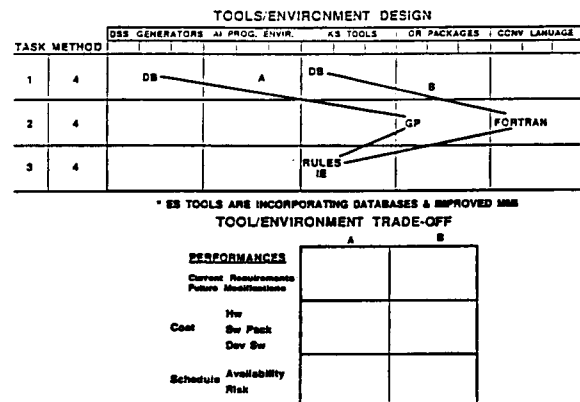 TOOLS/ENVIRONMENT DESIGN
DSS GENERATORS AI PROG. ENVIR. KS TOOLS OR PACKAGES CONV LANUAGE
TASK METHOD
1 4 DB A DB B
2 4 GP FORTRAN
3 4 RULES
IE
* ES TOOLS ARE INCORPORATING DATABASES & IMPROVED MMI
TOOL/ENVIRONMENT TRADE-OFF
A B
PERFORMANCES
Current Requirements
Future Modifications
Cost Hw
Sw Pack
Dev Sw
Schedule Availability
Risk